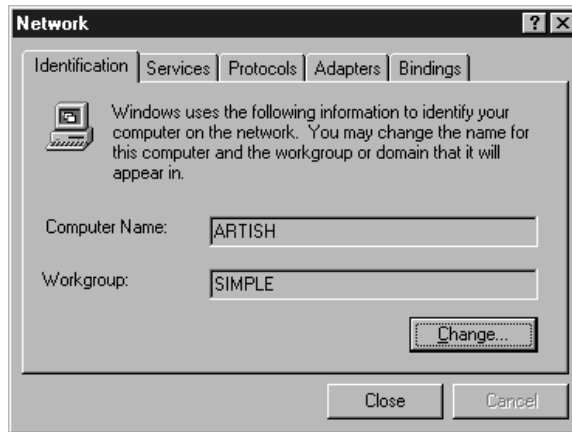 Network
Identification Services Protocols Adapters Bindings
Windows uses the following information to identify your
computer on the network. You may change the name for
this computer and the workgroup or domain that it will
appear in.
Computer Name: ARTISH
Workgroup: SIMPLE
Change...
Close Cancel